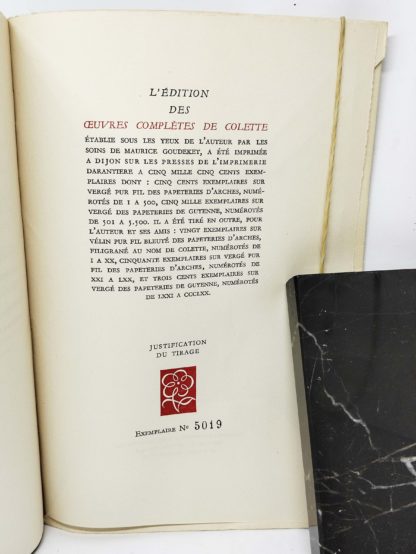 L'ÉDITION
DES
ŒUVRES COMPLÈTES DE COLETTE
ÉTABLIE SOUS LES YEUX DE L'AUTEUR PAR LES
SOINS DE MAURICE GOUDEKET, A ÉTÉ IMPRIMÉE
A DIJON SUR LES PRESSES DE L'IMPRIMERIE
DARANTIERE A CINQ MILLE CINQ CENTS EXEM-
PLAIRES DONT : CINQ CENTS EXEMPLAIRES SUR
VERGÉ PUR FIL DES PAPETERIES D'ARCHES, NUMÉ-
ROTÉS DE 1 A 500, CINQ MILLE EXEMPLAIRES SUR
VERGÉ DES PAPETERIES DE GUYENNE, NUMÉROTÉS
DE 501 A 5.500. IL A ÉTÉ TIRÉ EN OUTRE, POUR
L'AUTEUR ET SES AMIS : VINGT EXEMPLAIRES SUR
VÉLIN PUR FIL BLEUTÉ DES PAPETERIES D'ARCHES,
FILIGRANÉ AU NOM DE COLETTE, NUMÉROTÉS DE
I A XX, CINQUANTE EXEMPLAIRES SUR VERGÉ PUR
FIL DES PAPETERIES D'ARCHES, NUMÉROTÉS DE
XXI A LXX, ET TROIS CENTS EXEMPLAIRES SUR
VERGÉ DES PAPETERIES DE GUYENNE, NUMÉROTÉS
DE LXXI A CCCLXX.
JUSTIFICATION
DU TIRAGE
EXEMPLAIRE Nº 5019